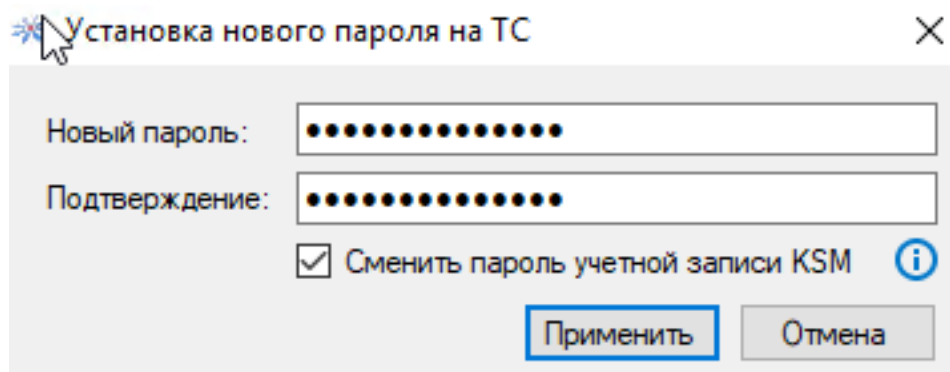 Установка нового пароля на ТС
Новый пароль: ••••••••••••••
Подтверждение: ••••••••••••••
Сменить пароль учетной записи KSM
Применить Отмена